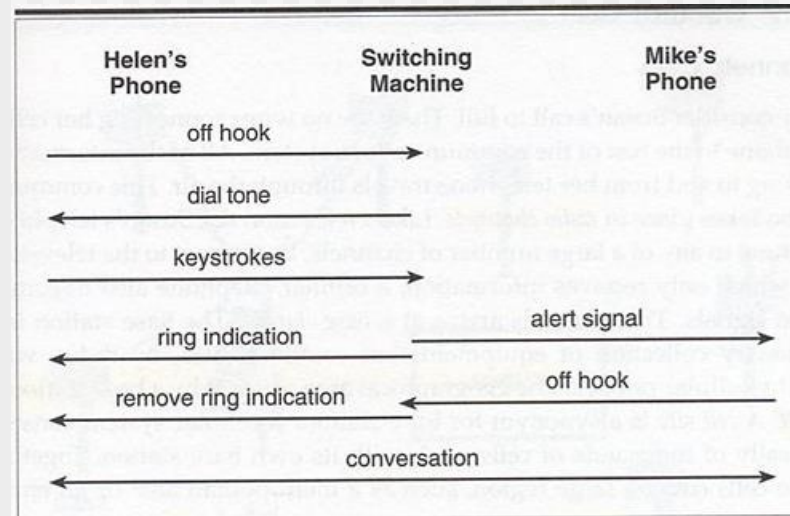 Helen's Switching Mike's
Phone Machine Phone
off hook
dial tone
keystrokes
ring indication alert signal
remove ring indication off hook
conversation